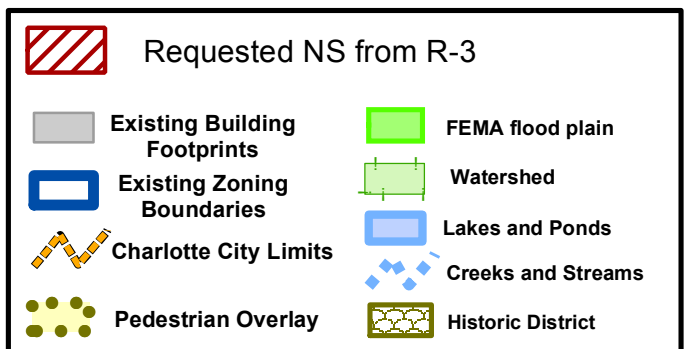 Requested NS from R-3
Existing Building
Footprints
Existing Zoning
Boundaries
Charlotte City Limits
Pedestrian Overlay
FEMA flood plain
Watershed
Lakes and Ponds
Creeks and Streams
Historic District